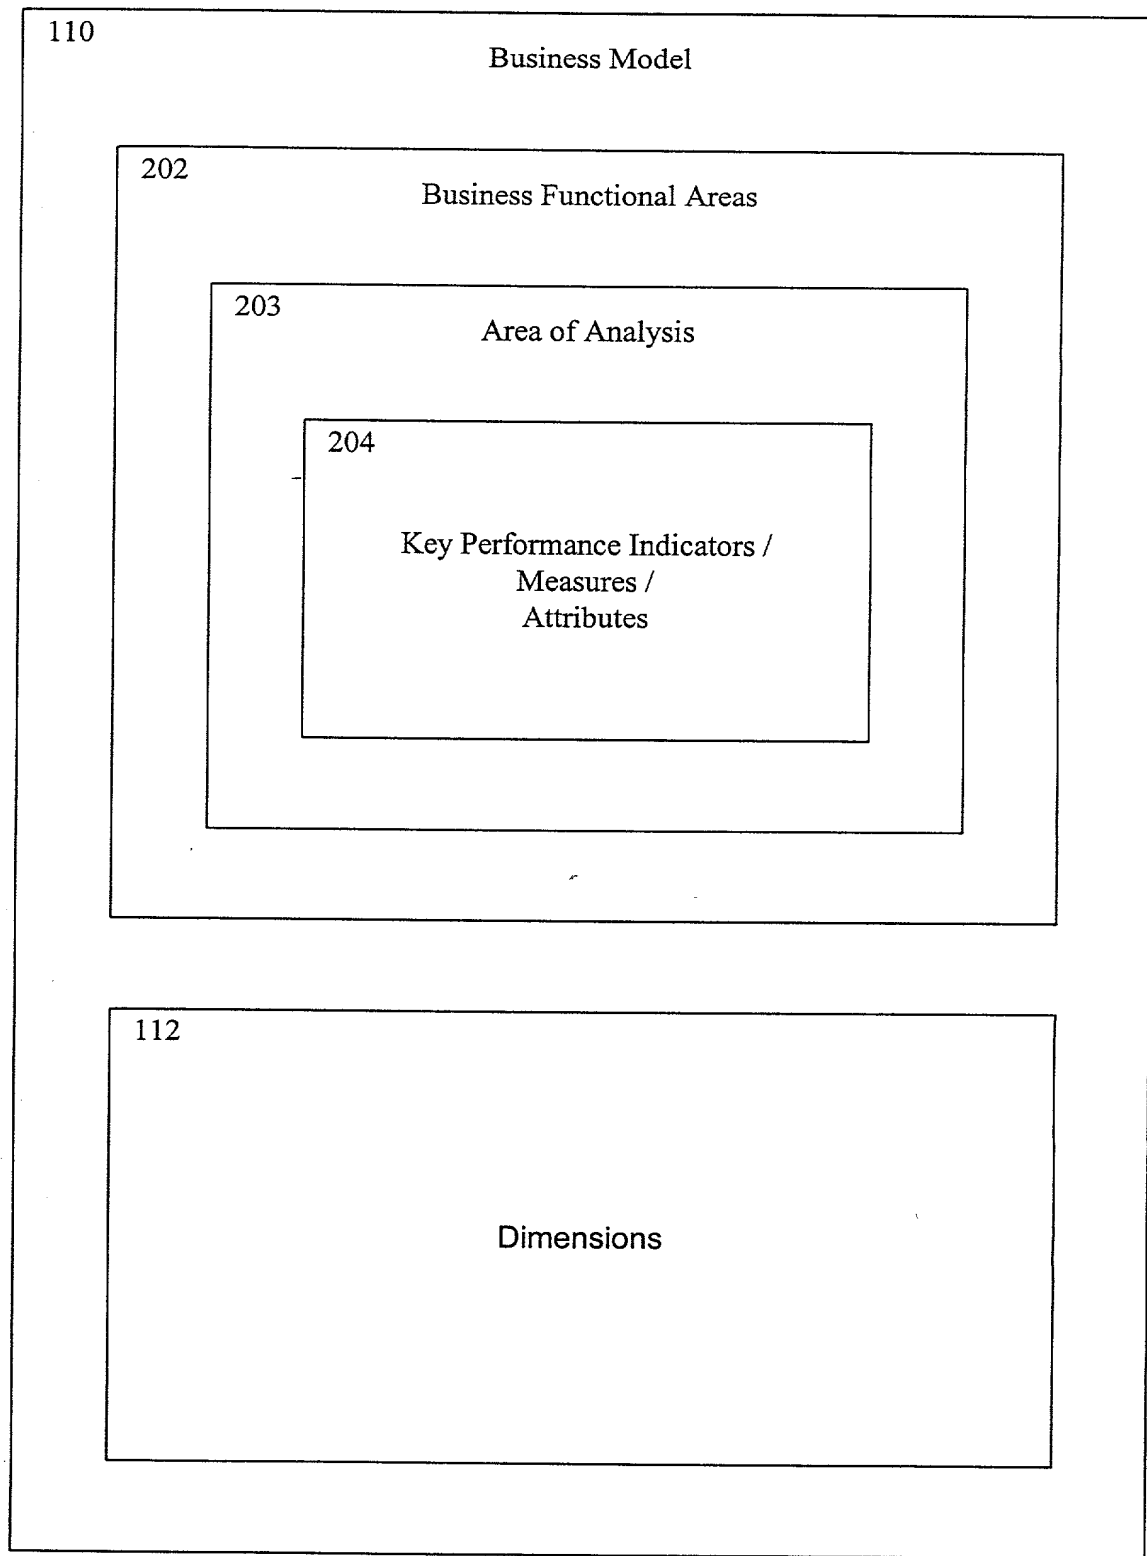 110
Business Model
202
Business Functional Areas
203
Area of Analysis
204
Key Performance Indicators /
Measures /
Attributes
112
Dimensions